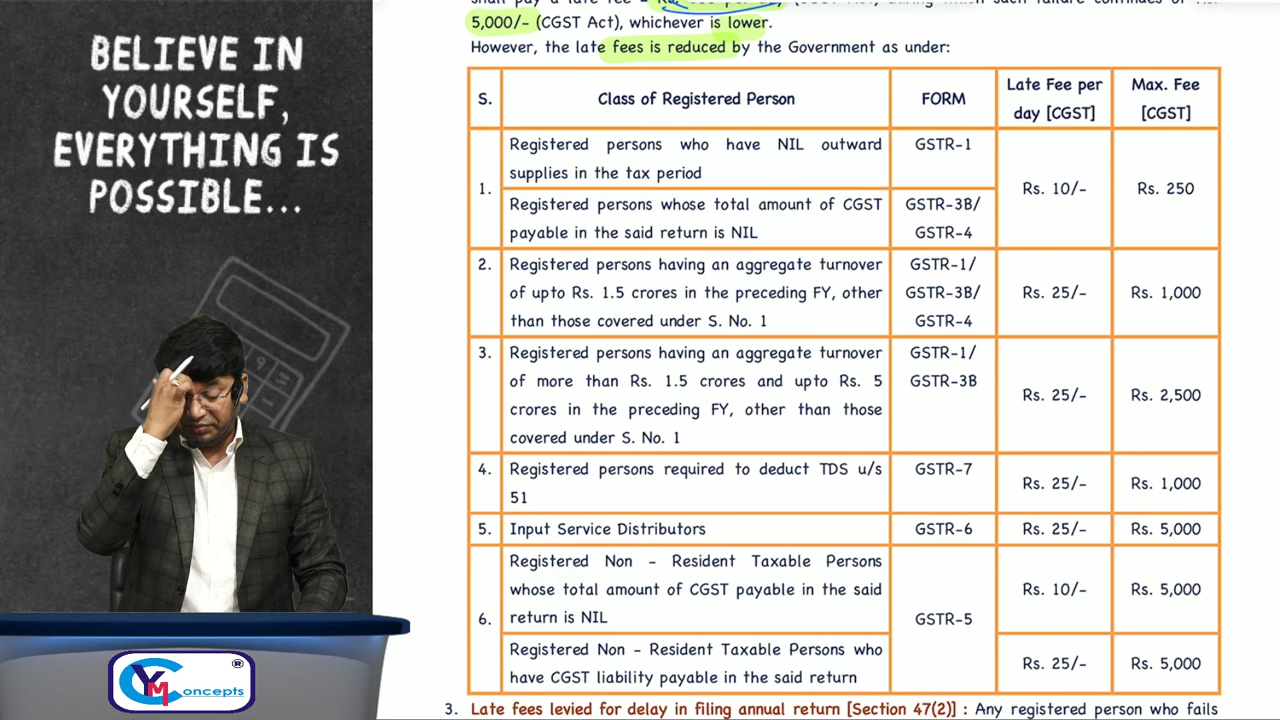 BELIEVE IN
YOURSELF,
EVERYTHING IS
POSSIBLE...
YM Concepts ®
5,000/- (CGST Act), whichever is lower.
However, the late fees is reduced by the Government as under:
S.
Class of Registered Person
FORM
Late Fee per
day [CGST]
Max. Fee
[CGST]
1.
Registered persons who have NIL outward
supplies in the tax period
GSTR-1
Registered persons whose total amount of CGST
payable in the said return is NIL
GSTR-3B/
GSTR-4
Rs. 10/-
Rs. 250
2.
Registered persons having an aggregate turnover
of upto Rs. 1.5 crores in the preceding FY, other
than those covered under S. No. 1
GSTR-1/
GSTR-3B/
GSTR-4
Rs. 25/-
Rs. 1,000
3.
Registered persons having an aggregate turnover
of more than Rs. 1.5 crores and upto Rs. 5
crores in the preceding FY, other than those
covered under S. No. 1
GSTR-1/
GSTR-3B
Rs. 25/-
Rs. 2,500
4.
Registered persons required to deduct TDS u/s
51
GSTR-7
Rs. 25/-
Rs. 1,000
5.
Input Service Distributors
GSTR-6
Rs. 25/-
Rs. 5,000
6.
Registered Non - Resident Taxable Persons
whose total amount of CGST payable in the said
return is NIL
GSTR-5
Rs. 10/-
Rs. 5,000
Registered Non - Resident Taxable Persons who
have CGST liability payable in the said return
Rs. 25/-
Rs. 5,000
3. Late fees levied for delay in filing annual return [Section 47(2)] : Any registered person who fails